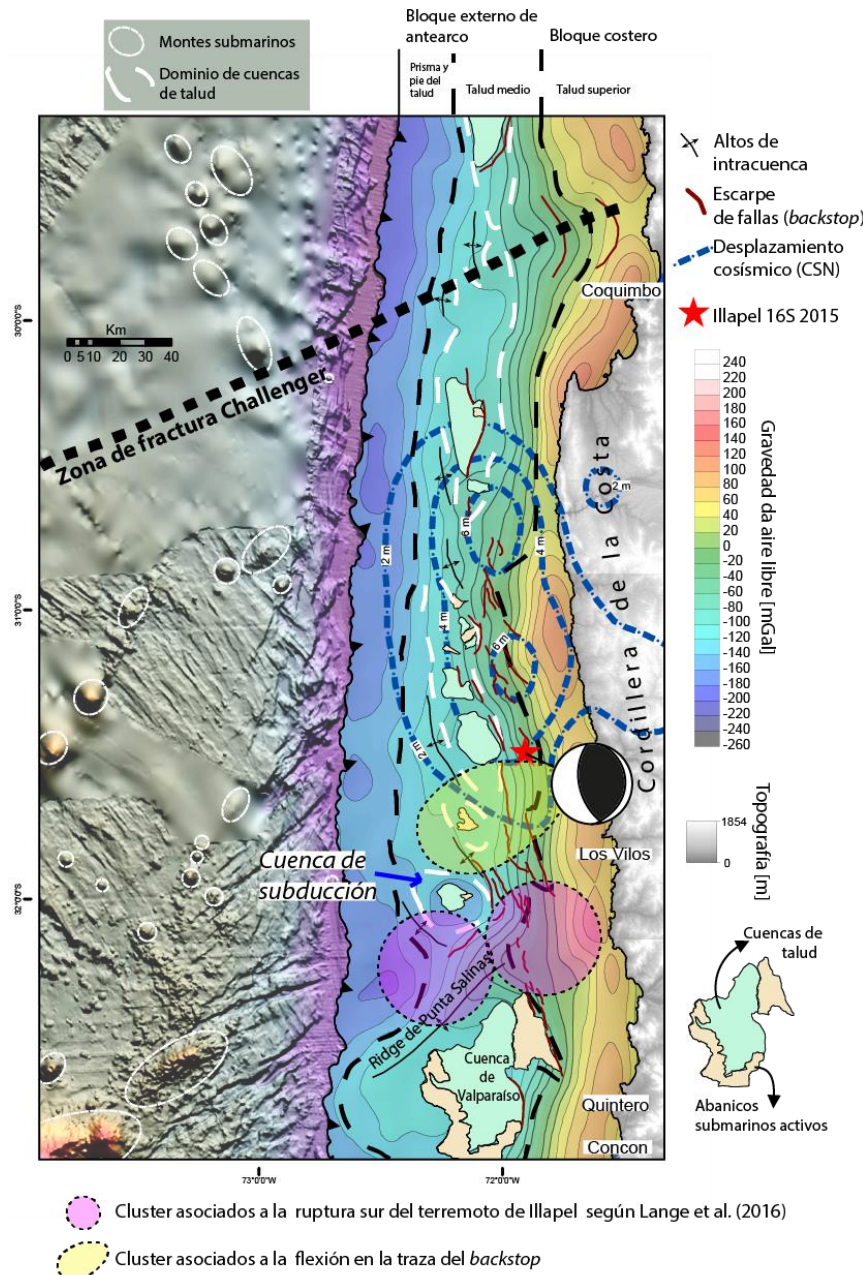 Montes submarinos
Dominio de cuencas
de talud
Bloque externo de
antearco
Bloque costero
Prisma y
pie del
talud
Talud medio
Talud superior
Altos de
intracuenca
Escarpe
de fallas (backstop)
Desplazamiento
cosísmico (CSN)
Illapel 16S 2015
Coquimbo
30°0'0"S
Km
0 5 10 20 30 40
Zona de fractura Challenger
Cordillera de la Costa
2 m
6 m
4 m
2 m
4 m
6 m
2 m
31°0'0"S
240
220
200
180
160
140
120
100
80
60
40
20
0
-20
-40
-60
-80
-100
-120
-140
-160
-180
-200
-220
-240
-260
Gravedad da aire libre [mGal]
1854
0
Topografía [m]
Los Vilos
Cuenca de
subducción
32°0'0"S
Ridge de Punta Salinas
Cuenca
de
Valparaíso
Quintero
Concon
Cuencas de
talud
Abanicos
submarinos activos
73°0'0"W
72°0'0"W
Cluster asociados a la ruptura sur del terremoto de Illapel según Lange et al. (2016)
Cluster asociados a la flexión en la traza del backstop